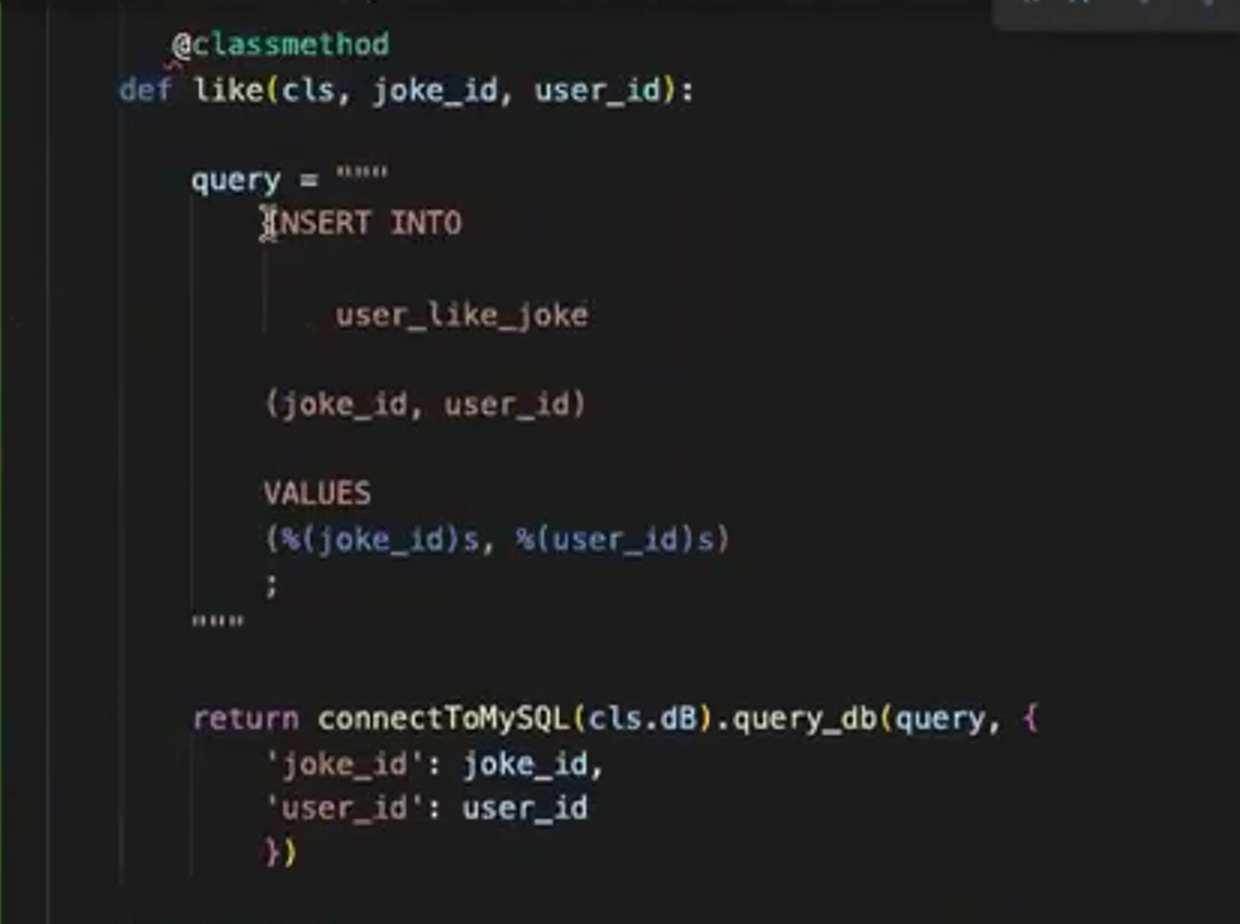 @classmethod
def like(cls, joke_id, user_id):
query = """
INSERT INTO
user_like_joke
(joke_id, user_id)
VALUES
(%(joke_id)s, %(user_id)s)
;
"""
return connectToMySQL(cls.dB).query_db(query, {
'joke_id': joke_id,
'user_id': user_id
})